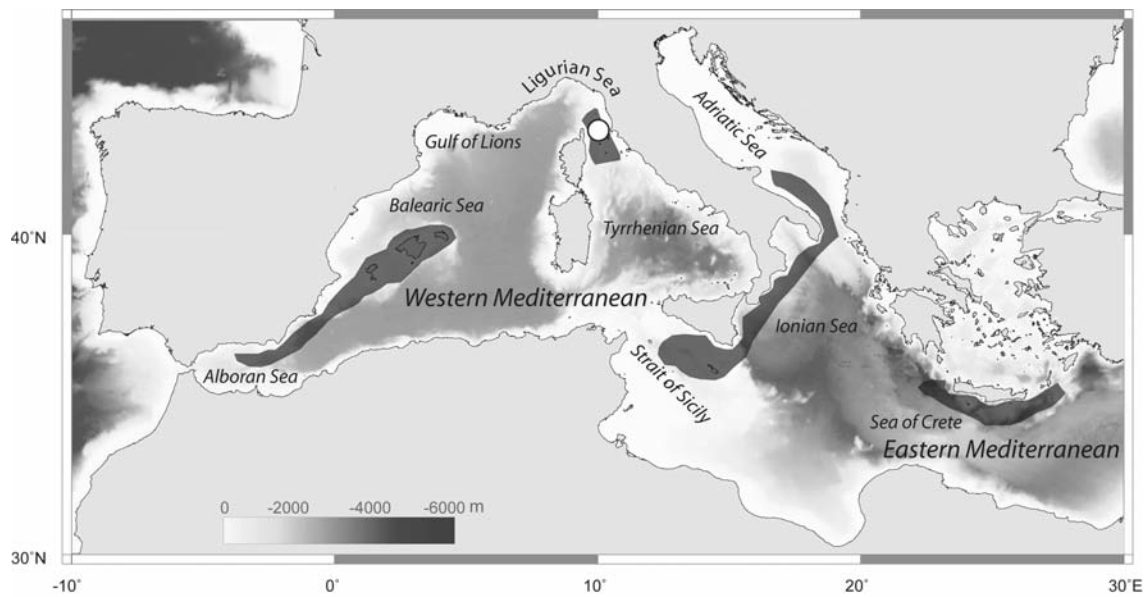 Ligurian Sea
Adriatic Sea
Gulf of Lions
Balearic Sea
Tyrrhenian Sea
40°N
Western Mediterranean
Ionian Sea
Strait of Sicily
Alboran Sea
Sea of Crete
Eastern Mediterranean
0 -2000 -4000 -6000 m
30°N
-10° 0° 10° 20° 30°E